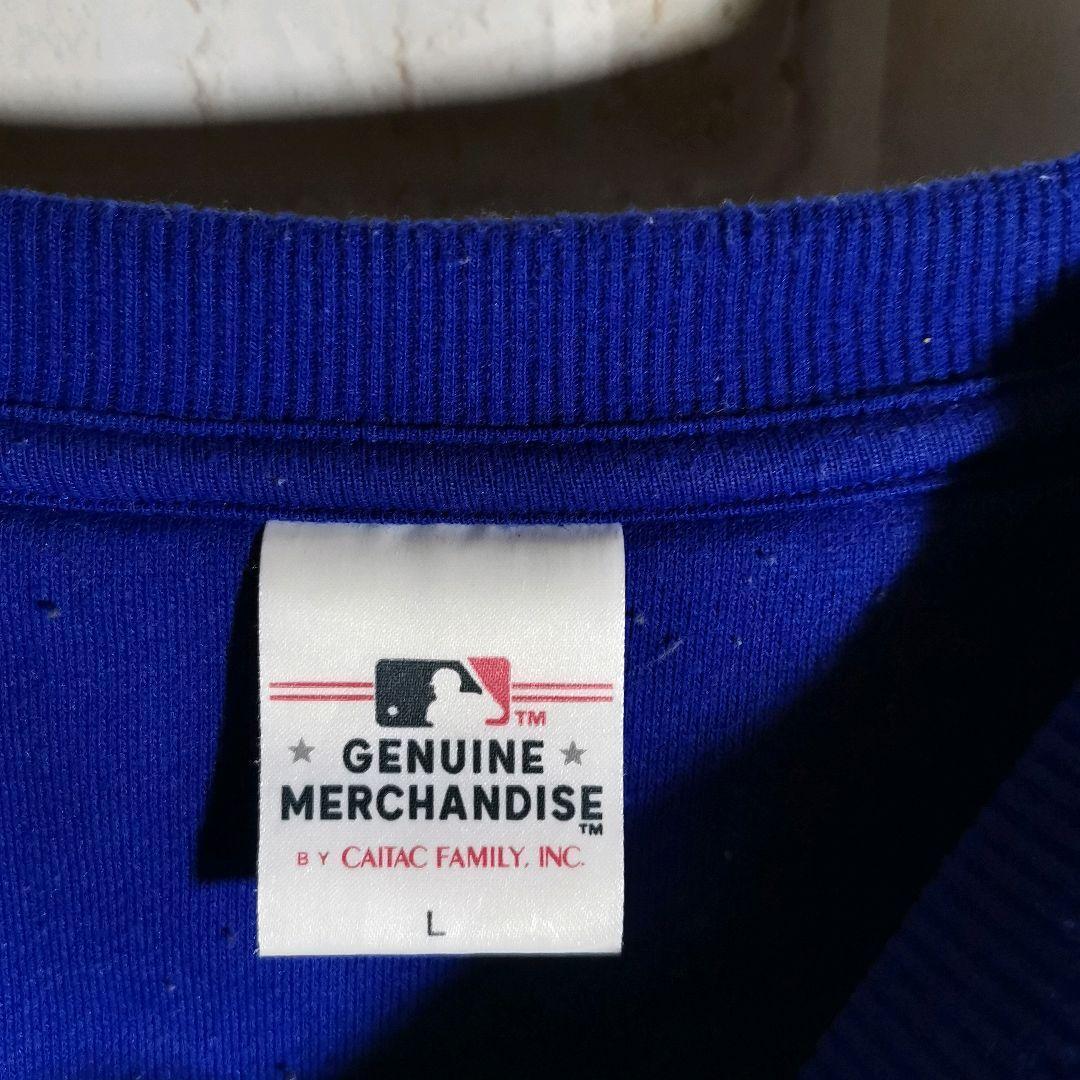 TM
★ GENUINE ★
MERCHANDISE
TM
BY CAITAC FAMILY, INC.
L